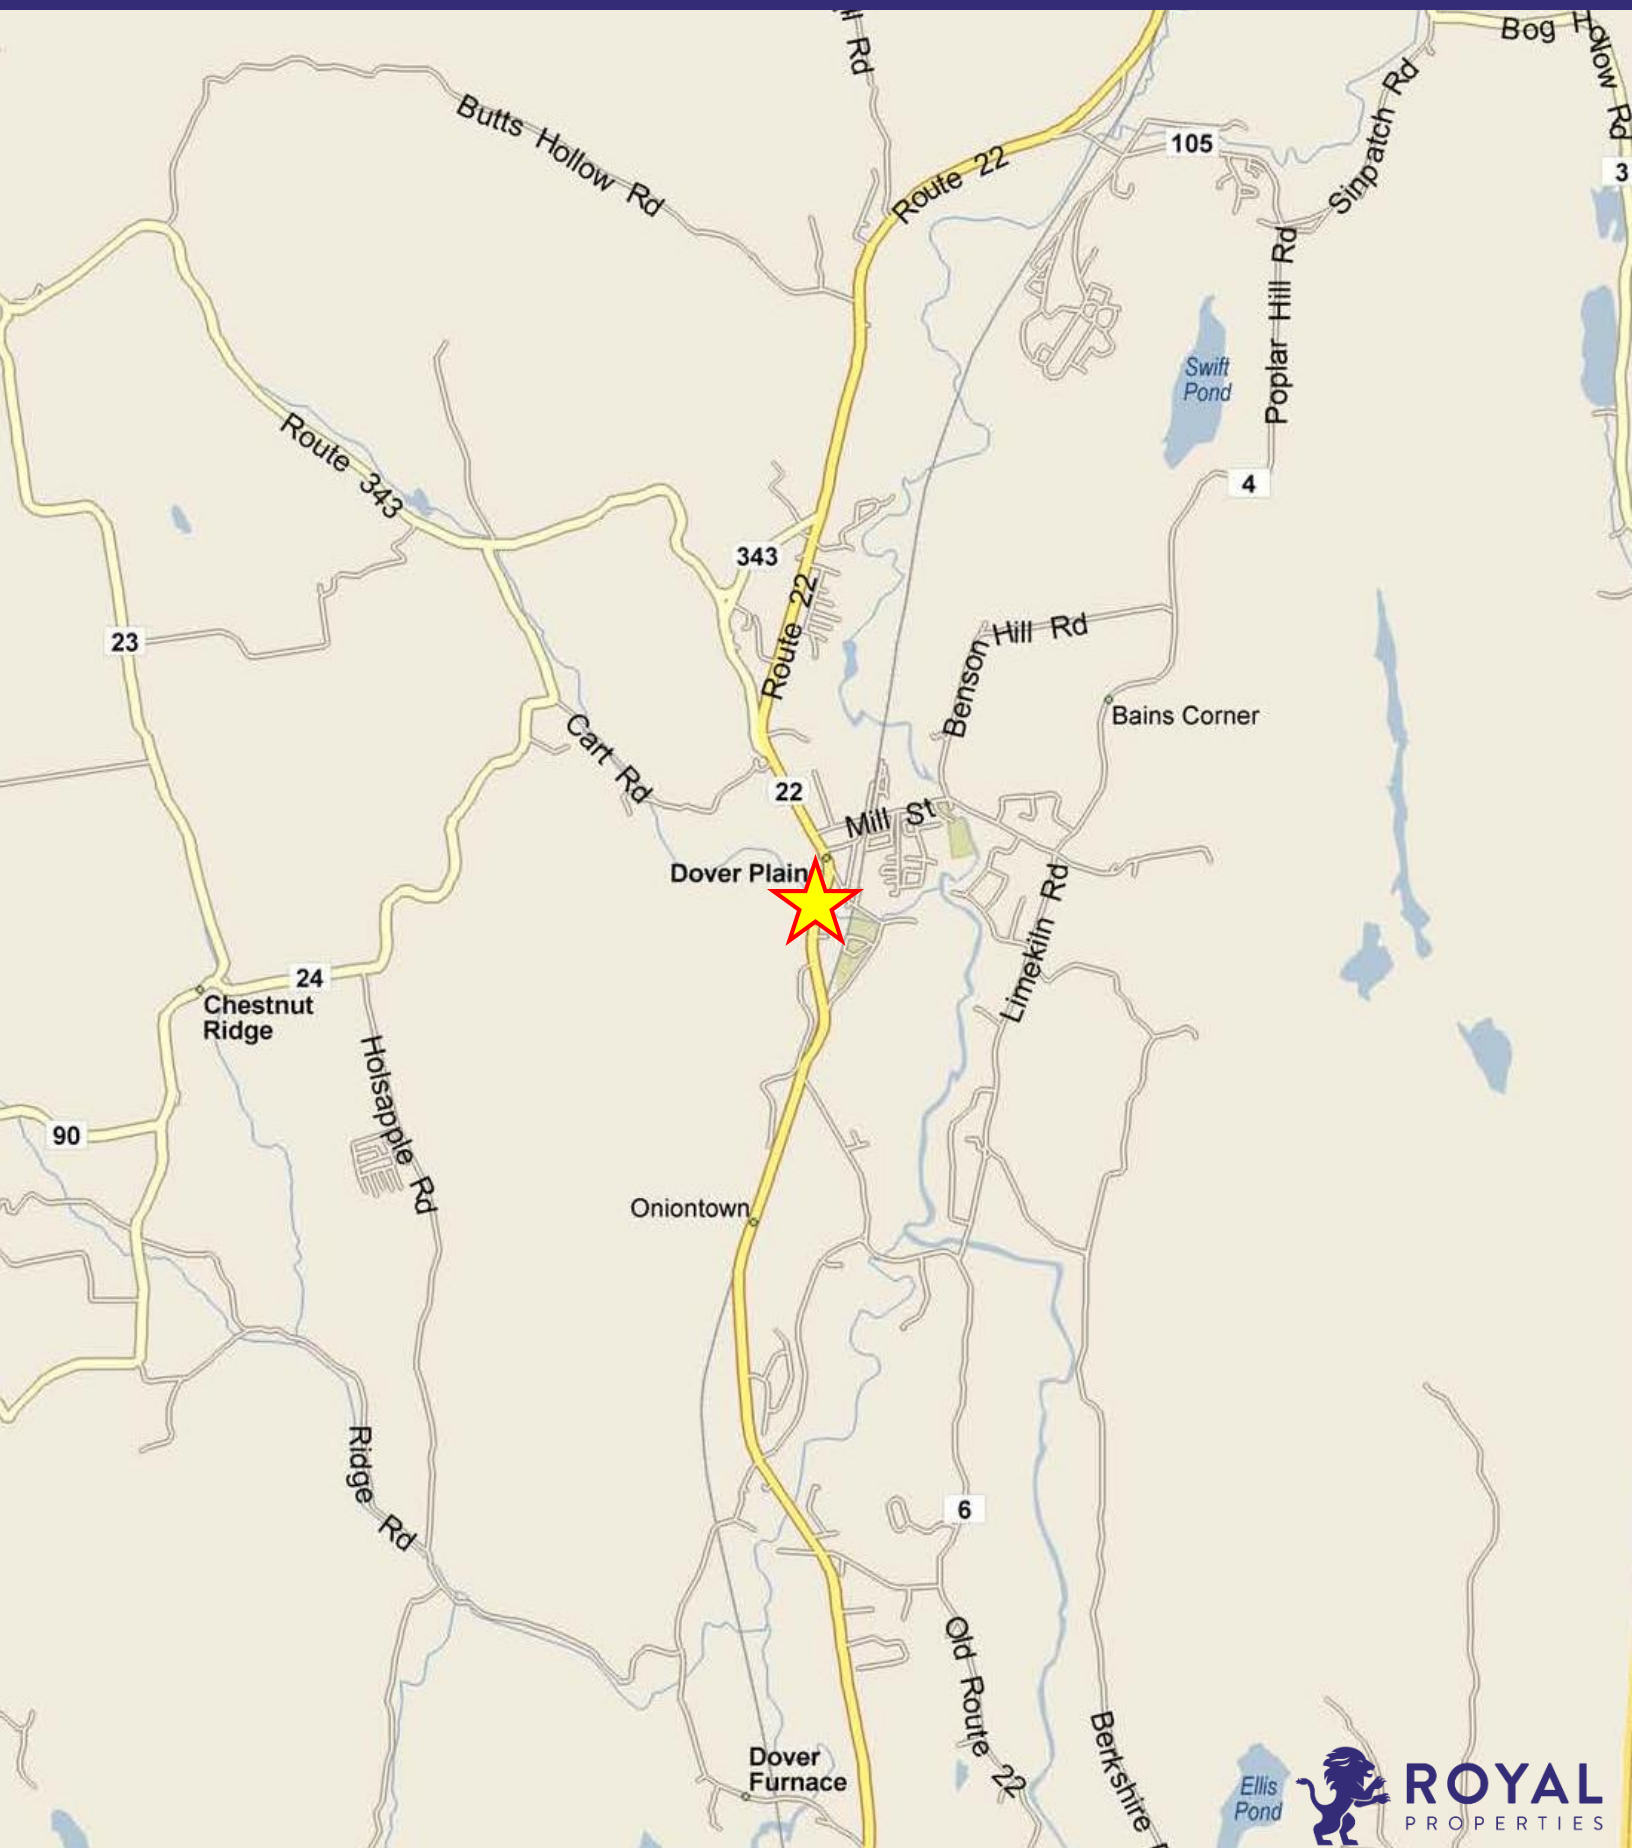 ll Rd
Bog Hollow Rd
Butts Hollow Rd
Sinpatch Rd
105
Route 22
3
Poplar Hill Rd
Swift
Pond
Route 343
4
343
Route 22
23
Benson Hill Rd
Bains Corner
Cart Rd
22
Mill St
Dover Plain
Limekiln Rd
24
Chestnut
Ridge
Holsapple Rd
90
Oniontown
Ridge Rd
6
Old Route 22
Berkshire
Dover
Furnace
Ellis
Pond
ROYAL
PROPERTIES